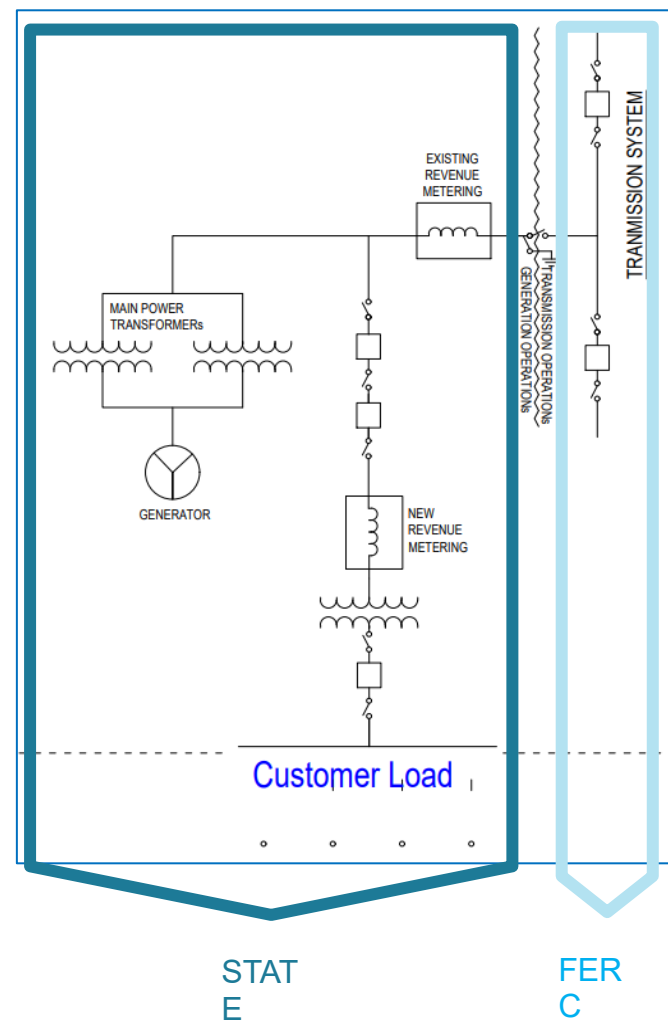 EXISTING
REVENUE
METERING
TRANMISSION SYSTEM
TRANSMISSION OPERATIONs
GENERATION OPERATIONs
MAIN POWER
TRANSFORMERs
GENERATOR
NEW
REVENUE
METERING
Customer Load
STAT
E
FER
C